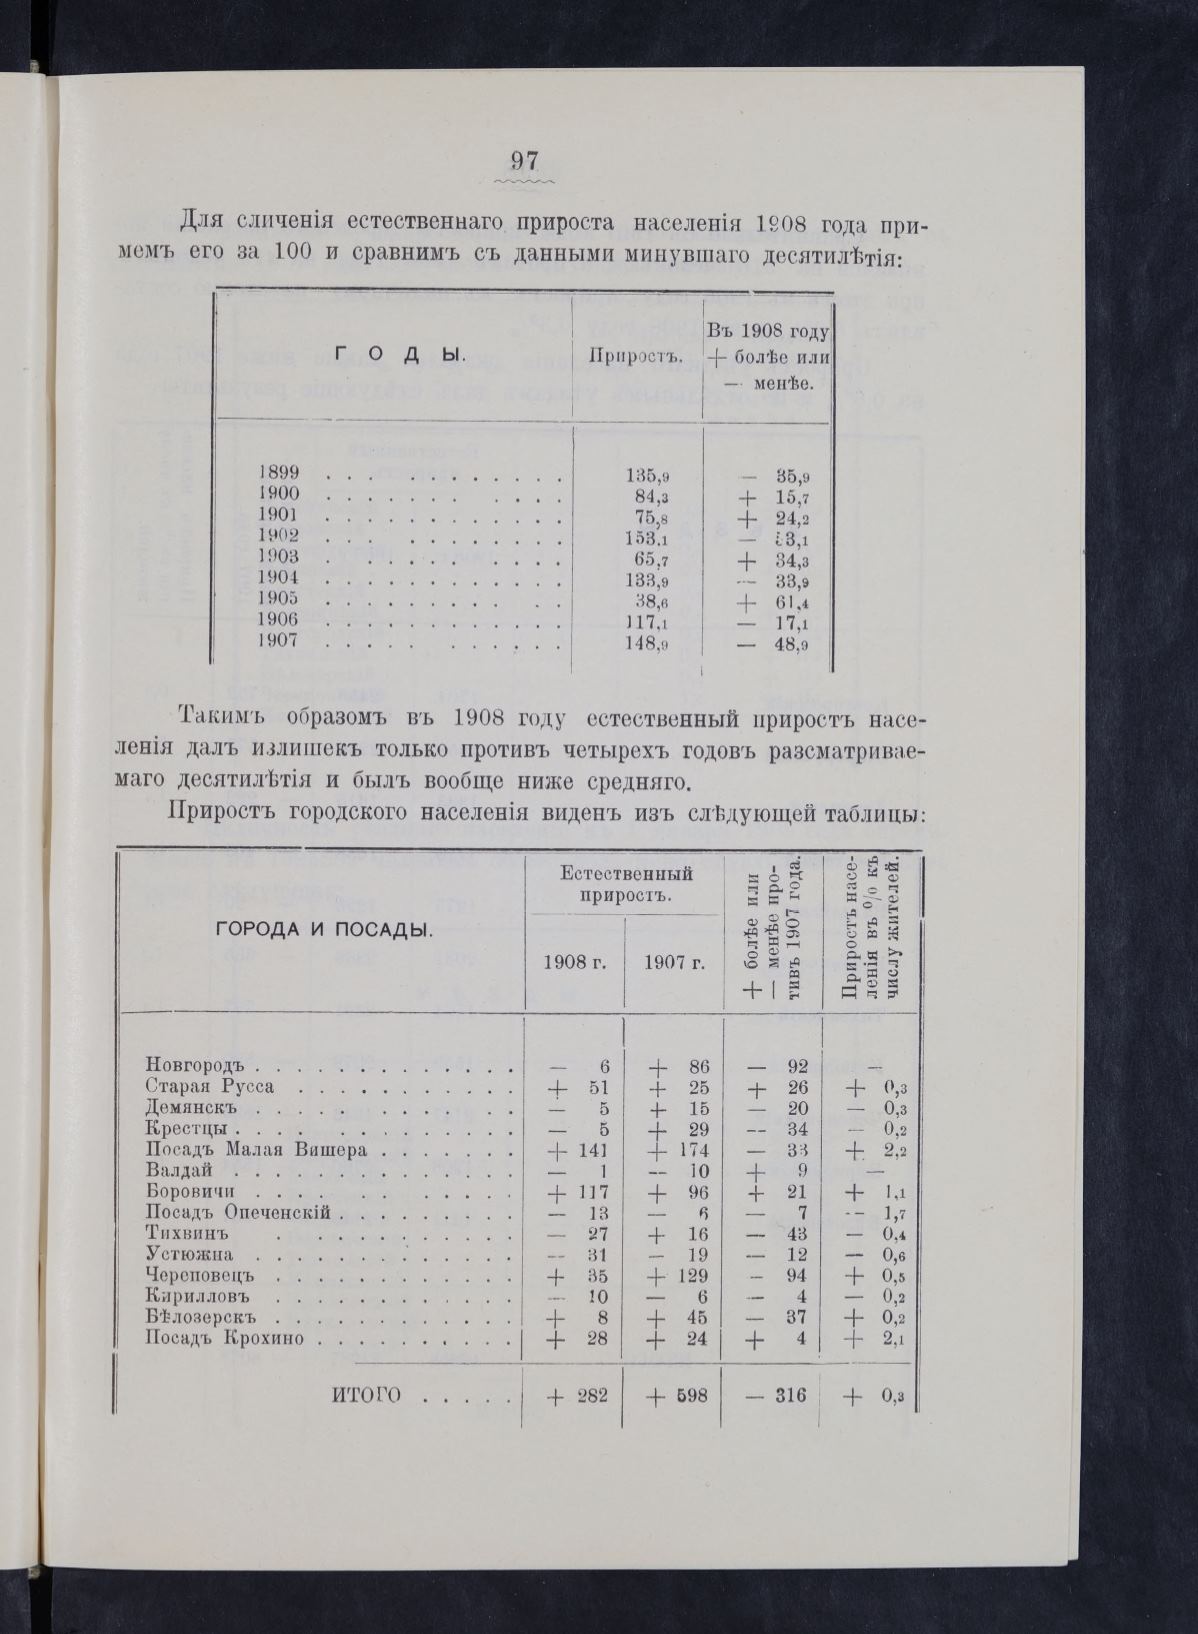 97
Для сличенія естественнаго прироста населенія 1908 года при-
мемъ его за 100 и сравнимъ съ данными минувшаго десятилѣтія:
ГОДЫ. Приростъ. Въ 1908 году + болѣе или — менѣе.
1899 . . . . . . . . . . . 135,9 — 35,9
1900 . . . . . . . . . . . 84,3 + 15,7
1901 . . . . . . . . . . . 75,8 + 24,2
1902 . . . . . . . . . . . 153,1 — 53,1
1903 . . . . . . . . . . . 65,7 + 34,3
1904 . . . . . . . . . . . 133,9 — 33,9
1905 . . . . . . . . . . . 38,6 + 61,4
1906 . . . . . . . . . . . 117,1 — 17,1
1907 . . . . . . . . . . . 148,9 — 48,9
Такимъ образомъ въ 1908 году естественный приростъ насе-
ленія далъ излишекъ только противъ четырехъ годовъ разсматривае-
маго десятилѣтія и былъ вообще ниже средняго.
Приростъ городского населенія виденъ изъ слѣдующей таблицы:
ГОРОДА И ПОСАДЫ.
Естественный
приростъ.
1908 г. 1907 г.
+ болѣе или
— менѣе про-
тивъ 1907 года.
Приростъ насе-
ленія въ 0/0 къ
числу жителей.
Новгородъ . . . . . . . . . . . . . — 6 + 86 — 92 —
Старая Русса . . . . . . . . . . . + 51 + 25 + 26 + 0,3
Демянскъ . . . . . . . . . . . . . — 5 + 15 — 20 — 0,3
Крестцы . . . . . . . . . . . . . . — 5 + 29 — 34 — 0,2
Посадъ Малая Вишера . . . . . . . + 141 + 174 — 33 + 2,2
Валдай . . . . . . . . . . . . . . — 1 — 10 + 9 —
Боровичи . . . . . . . . . . . . . + 117 + 96 + 21 + 1,1
Посадъ Опеченскій . . . . . . . . . — 13 — 6 — 7 — 1,7
Тихвинъ . . . . . . . . . . . . — 27 + 16 — 43 — 0,4
Устюжна . . . . . . . . . . . . . — 31 — 19 — 12 — 0,6
Череповецъ . . . . . . . . . . . . + 35 + 129 — 94 + 0,5
Кирилловъ . . . . . . . . . . . . — 10 — 6 — 4 — 0,2
Бѣлозерскъ . . . . . . . . . . . . + 8 + 45 — 37 + 0,2
Посадъ Крохино . . . . . . . . . . + 28 + 24 + 4 + 2,1
ИТОГО . . . . . + 282 + 598 — 316 + 0,3